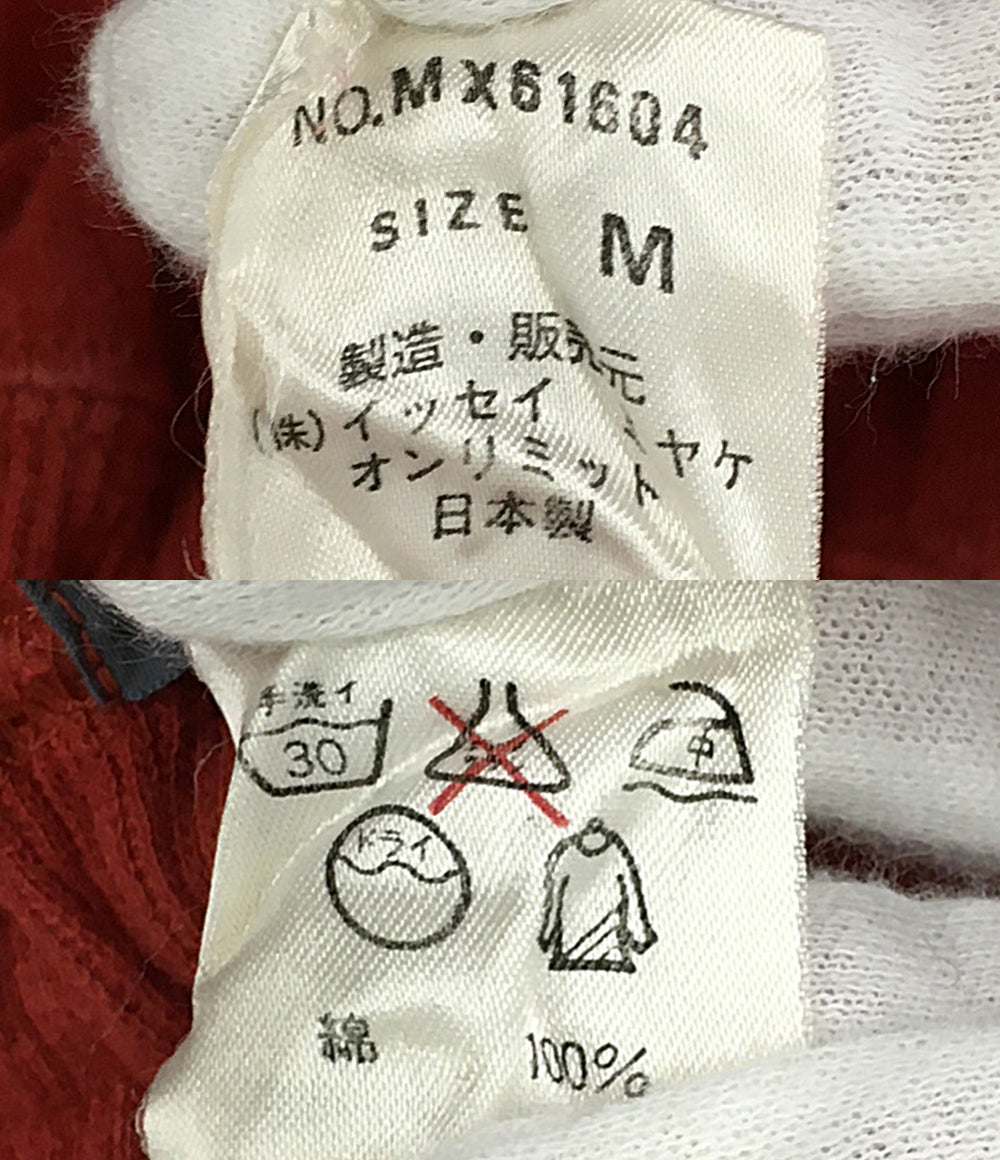 NO.MX61604
SIZE M
製造・販売元
(株)イッセイミヤケ
オンリミット
日本製
手洗イ
30
中
ドライ
綿 100%